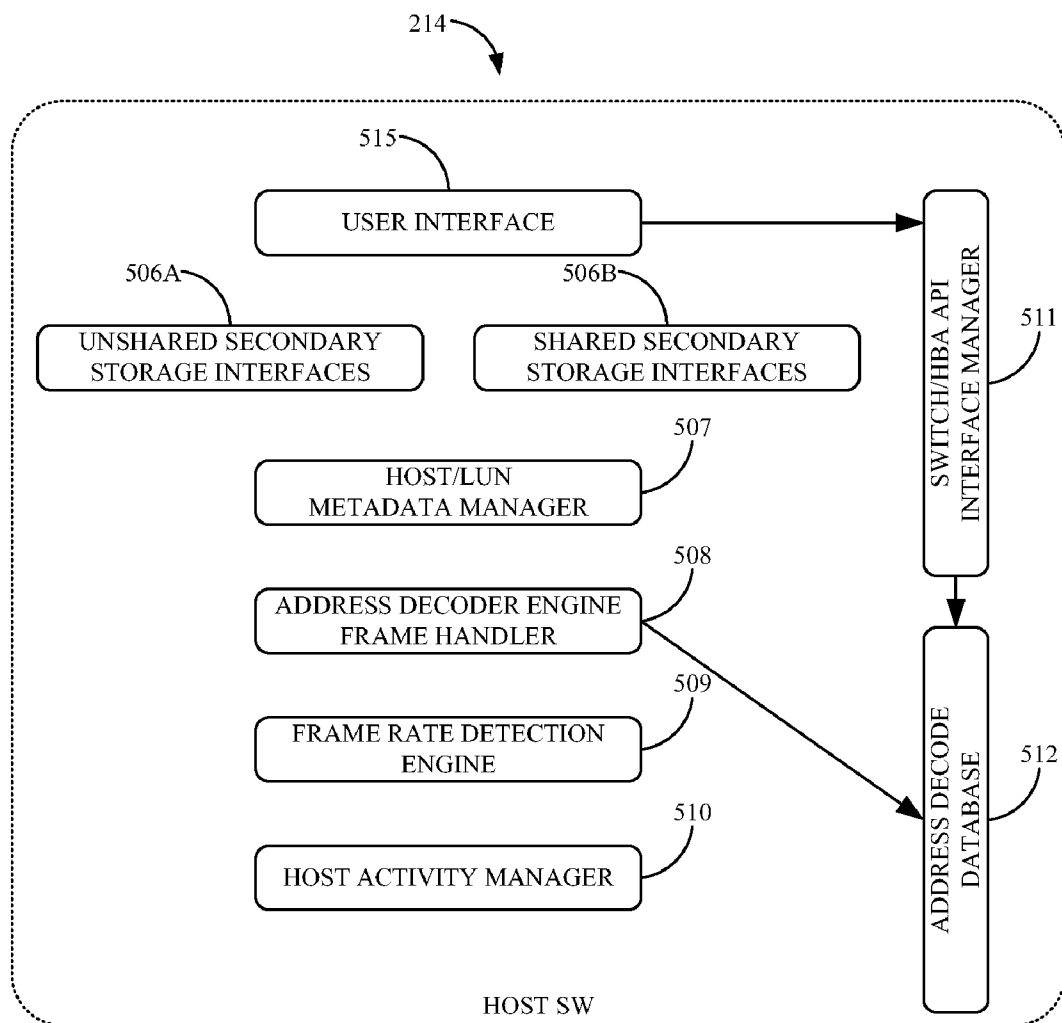 214
515
USER INTERFACE
506A
506B
UNSHARED SECONDARY
STORAGE INTERFACES
SHARED SECONDARY
STORAGE INTERFACES
SWITCH/HBA API
INTERFACE MANAGER
511
507
HOST/LUN
METADATA MANAGER
508
ADDRESS DECODER ENGINE
FRAME HANDLER
509
FRAME RATE DETECTION
ENGINE
ADDRESS DECODE
DATABASE
512
510
HOST ACTIVITY MANAGER
HOST SW